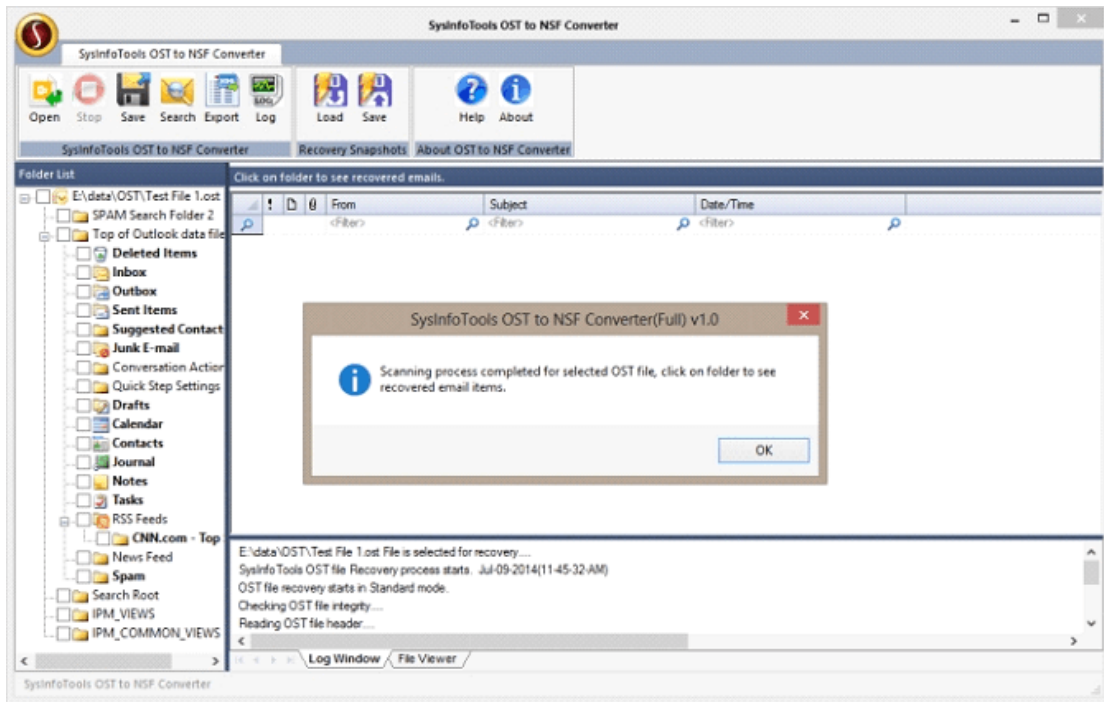 SysInfoTools OST to NSF Converter
SysInfoTools OST to NSF Converter
Open Stop Save Search Export Log Load Save Help About
SysInfoTools OST to NSF Converter Recovery Snapshots About OST to NSF Converter
Folder List
E:\data\OST\Test File 1.ost
SPAM Search Folder 2
Top of Outlook data file
Deleted Items
Inbox
Outbox
Sent Items
Suggested Contact
Junk E-mail
Conversation Action
Quick Step Settings
Drafts
Calendar
Contacts
Journal
Notes
Tasks
RSS Feeds
CNN.com - Top
News Feed
Spam
Search Root
IPM_VIEWS
IPM_COMMON_VIEWS
Click on folder to see recovered emails.
! From Subject Date/Time
<Filter> <Filter> <Filter>
SysInfoTools OST to NSF Converter(Full) v1.0
Scanning process completed for selected OST file, click on folder to see
recovered email items.
OK
E:\data\OST\Test File 1.ost File is selected for recovery....
SysInfo Tools OST file Recovery process starts. Jul-09-2014(11-45-32-AM)
OST file recovery starts in Standard mode.
Checking OST file integrity....
Reading OST file header....
Log Window File Viewer
SysInfoTools OST to NSF Converter